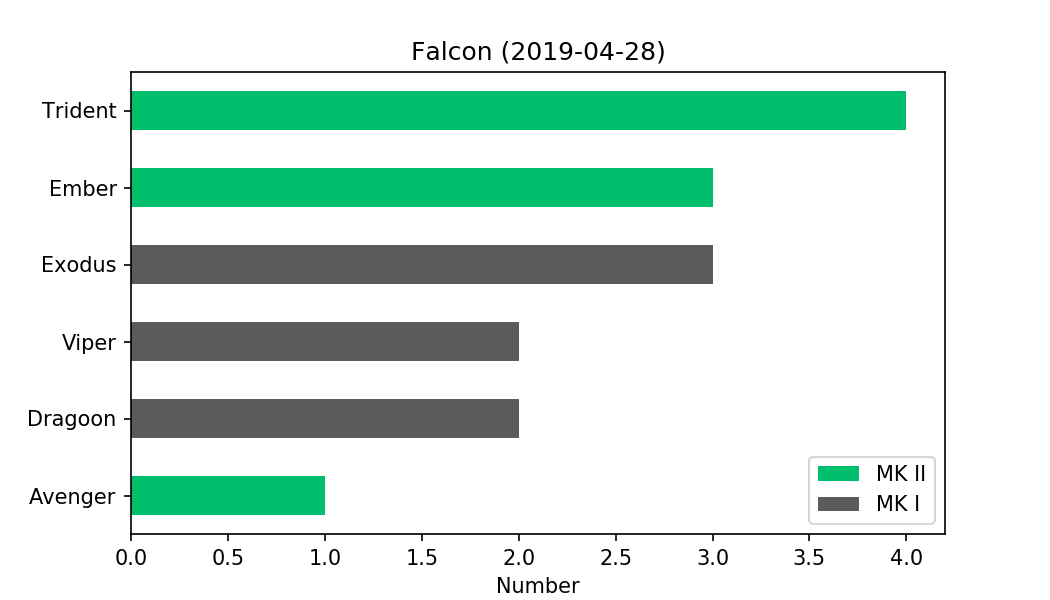 Falcon (2019-04-28)
Trident
Ember
Exodus
Viper
Dragoon
Avenger
MK II
MK I
0.0 0.5 1.0 1.5 2.0 2.5 3.0 3.5 4.0
Number